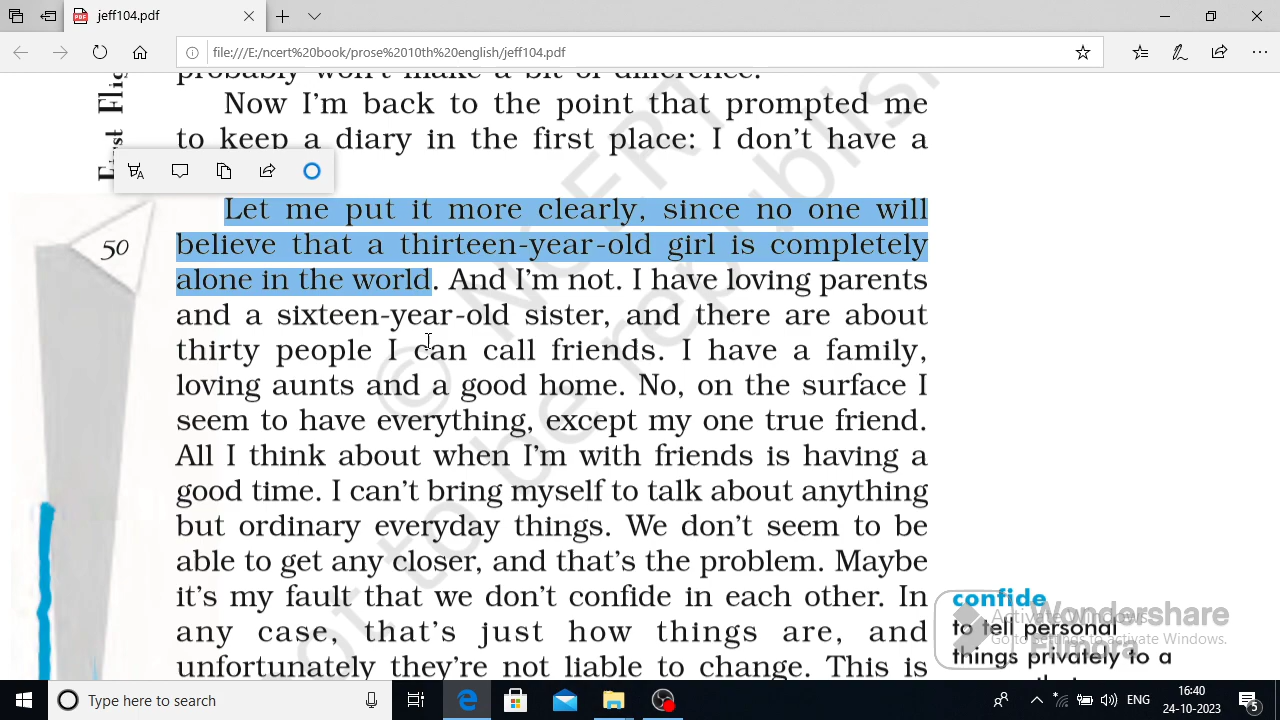 jeff104.pdf
file:///E:/ncert%20book/prose%2010th%20english/jeff104.pdf
probably won't make a bit of difference.
Now I'm back to the point that prompted me
to keep a diary in the first place: I don't have a
Let me put it more clearly, since no one will
believe that a thirteen-year-old girl is completely
alone in the world. And I'm not. I have loving parents
and a sixteen-year-old sister, and there are about
thirty people I can call friends. I have a family,
loving aunts and a good home. No, on the surface I
seem to have everything, except my one true friend.
All I think about when I'm with friends is having a
good time. I can't bring myself to talk about anything
but ordinary everyday things. We don't seem to be
able to get any closer, and that's the problem. Maybe
it's my fault that we don't confide in each other. In
any case, that's just how things are, and
unfortunately they're not liable to change. This is
50
confide
to tell personal
things privately to a
Activate Windows
Go to Settings to activate Windows.
Wondershare
Filmora
© NCERT
Type here to search
ENG
16:40
24-10-2023
5